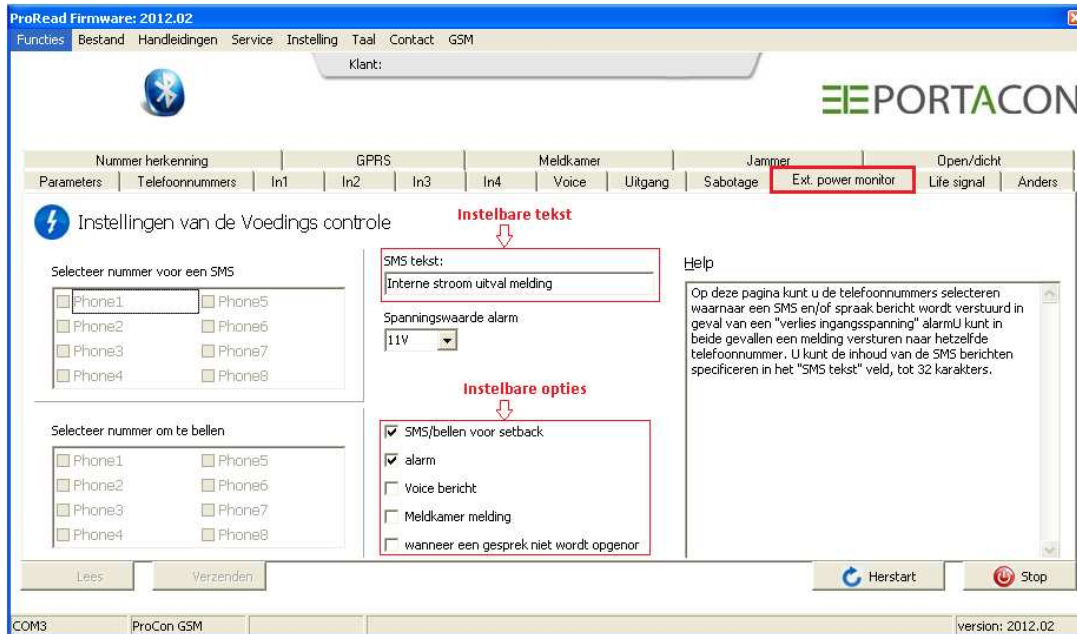 ProRead Firmware: 2012.02
Functies Bestand Handleidingen Service Instelling Taal Contact GSM
Klant:
PORTACON
Nummer herkenning GPRS Meldkamer Jammer Open/dicht
Parameters Telefoonnummers In1 In2 In3 In4 Voice Uitgang Sabotage Ext. power monitor Life signal Anders
Instellingen van de Voedings controle
Instelbare tekst
Selecteer nummer voor een SMS
Phone1 Phone5
Phone2 Phone6
Phone3 Phone7
Phone4 Phone8
SMS tekst:
Interne stroom uitval melding
Spanningswaarde alarm
11V
Instelbare opties
Selecteer nummer om te bellen
Phone1 Phone5
Phone2 Phone6
Phone3 Phone7
Phone4 Phone8
SMS/bellen voor setback
alarm
Voice bericht
Meldkamer melding
wanneer een gesprek niet wordt opgenor
Help
Op deze pagina kunt u de telefoonnummers selecteren
waarnaar een SMS en/of spraak bericht wordt verstuurd in
geval van een "verlies ingangsspanning" alarmU kunt in
beide gevallen een melding versturen naar hetzelfde
telefoonnummer. U kunt de inhoud van de SMS berichten
specificeren in het "SMS tekst" veld, tot 32 karakters.
Lees Verzenden Herstart Stop
COM3 ProCon GSM version: 2012.02